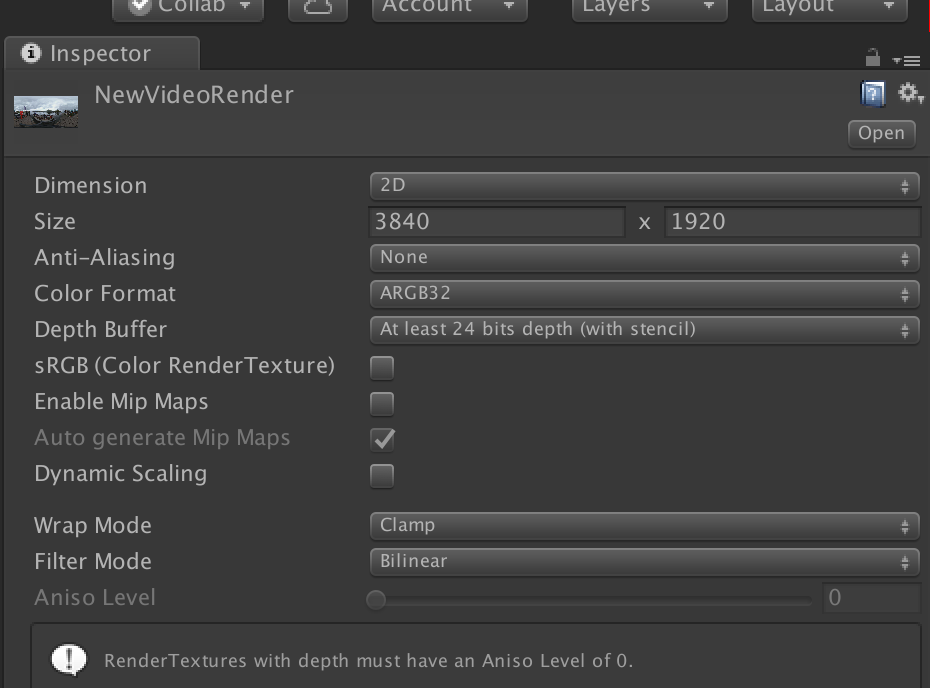 Collab
Account
Layers
Layout
Inspector
NewVideoRender
Open
Dimension 2D
Size 3840 x 1920
Anti-Aliasing None
Color Format ARGB32
Depth Buffer At least 24 bits depth (with stencil)
sRGB (Color RenderTexture)
Enable Mip Maps
Auto generate Mip Maps
Dynamic Scaling
Wrap Mode Clamp
Filter Mode Bilinear
Aniso Level 0
RenderTextures with depth must have an Aniso Level of 0.